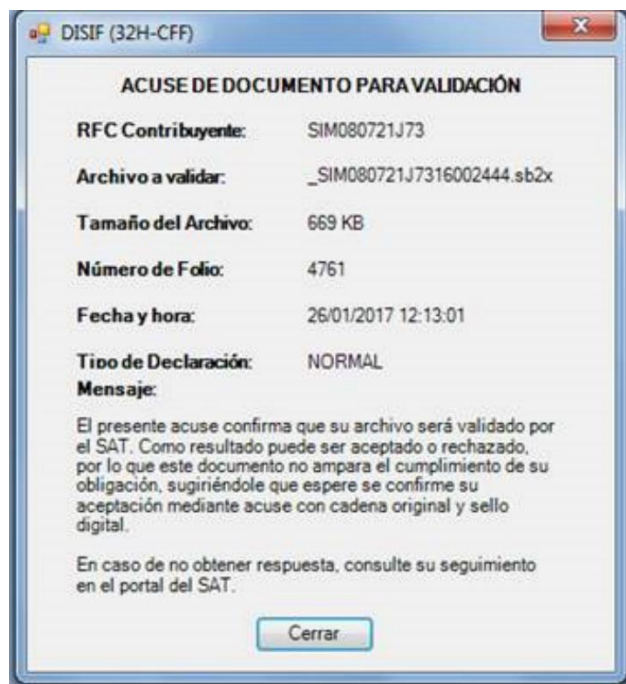 DISIF (32H-CFF)
ACUSE DE DOCUMENTO PARA VALIDACIÓN
RFC Contribuyente: SIM080721J73
Archivo a validar: _SIM080721J7316002444.sb2x
Tamaño del Archivo: 669 KB
Número de Folio: 4761
Fecha y hora: 26/01/2017 12:13:01
Tipo de Declaración: NORMAL
Mensaje:
El presente acuse confirma que su archivo será validado por
el SAT. Como resultado puede ser aceptado o rechazado,
por lo que este documento no ampara el cumplimiento de su
obligación, sugiriéndole que espere se confirme su
aceptación mediante acuse con cadena original y sello
digital.
En caso de no obtener respuesta, consulte su seguimiento
en el portal del SAT.
Cerrar